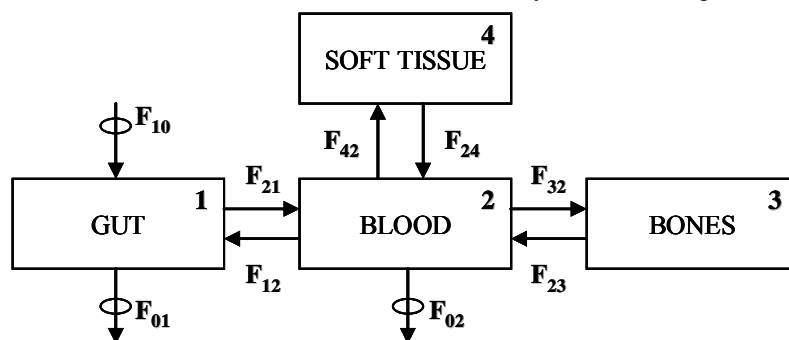 4
SOFT TISSUE
F10
F42
F24
F21
F32
1
GUT
2
BLOOD
3
BONES
F12
F23
F01
F02